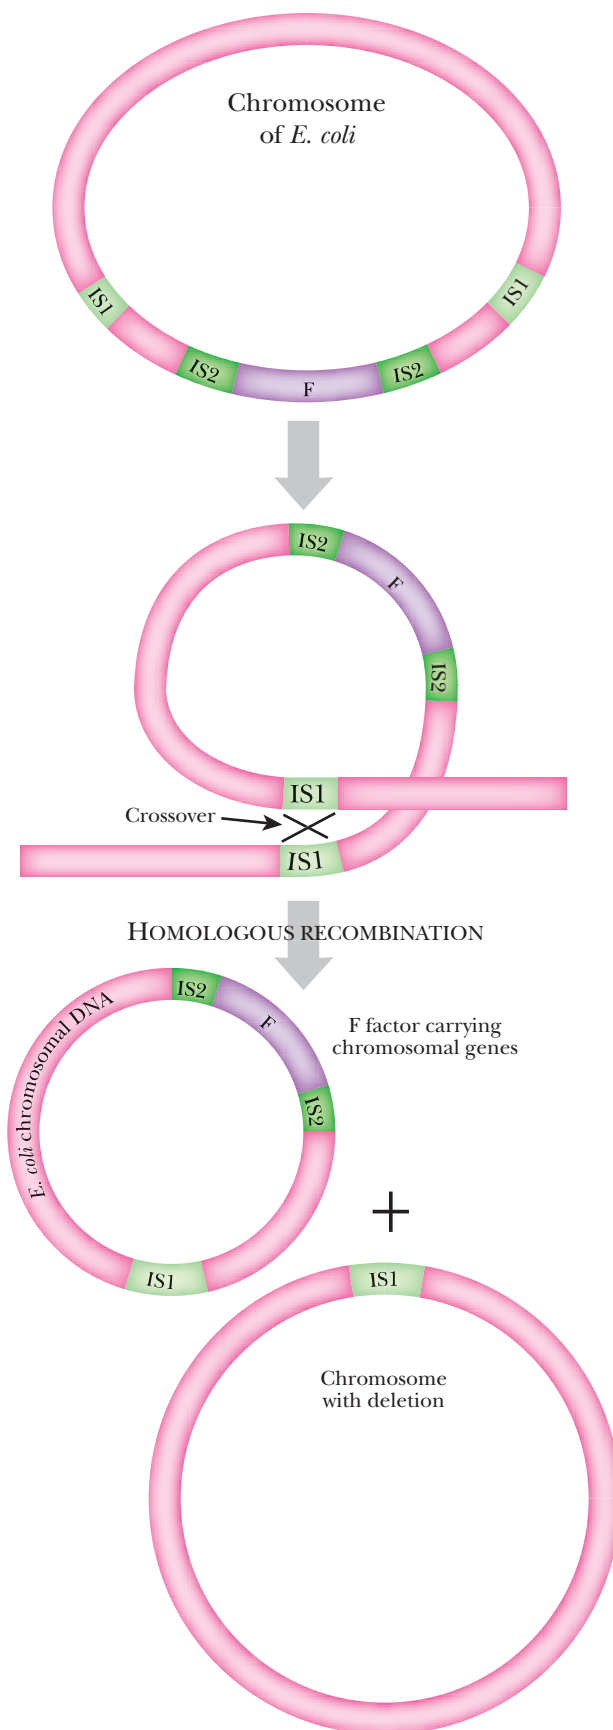 Chromosome
of E. coli
IS1
IS1
IS2
IS2
F
IS2
F
IS2
IS1
Crossover
IS1
HOMOLOGOUS RECOMBINATION
IS2
F
E. coli chromosomal DNA
F factor carrying
chromosomal genes
IS2
+
IS1
IS1
Chromosome
with deletion